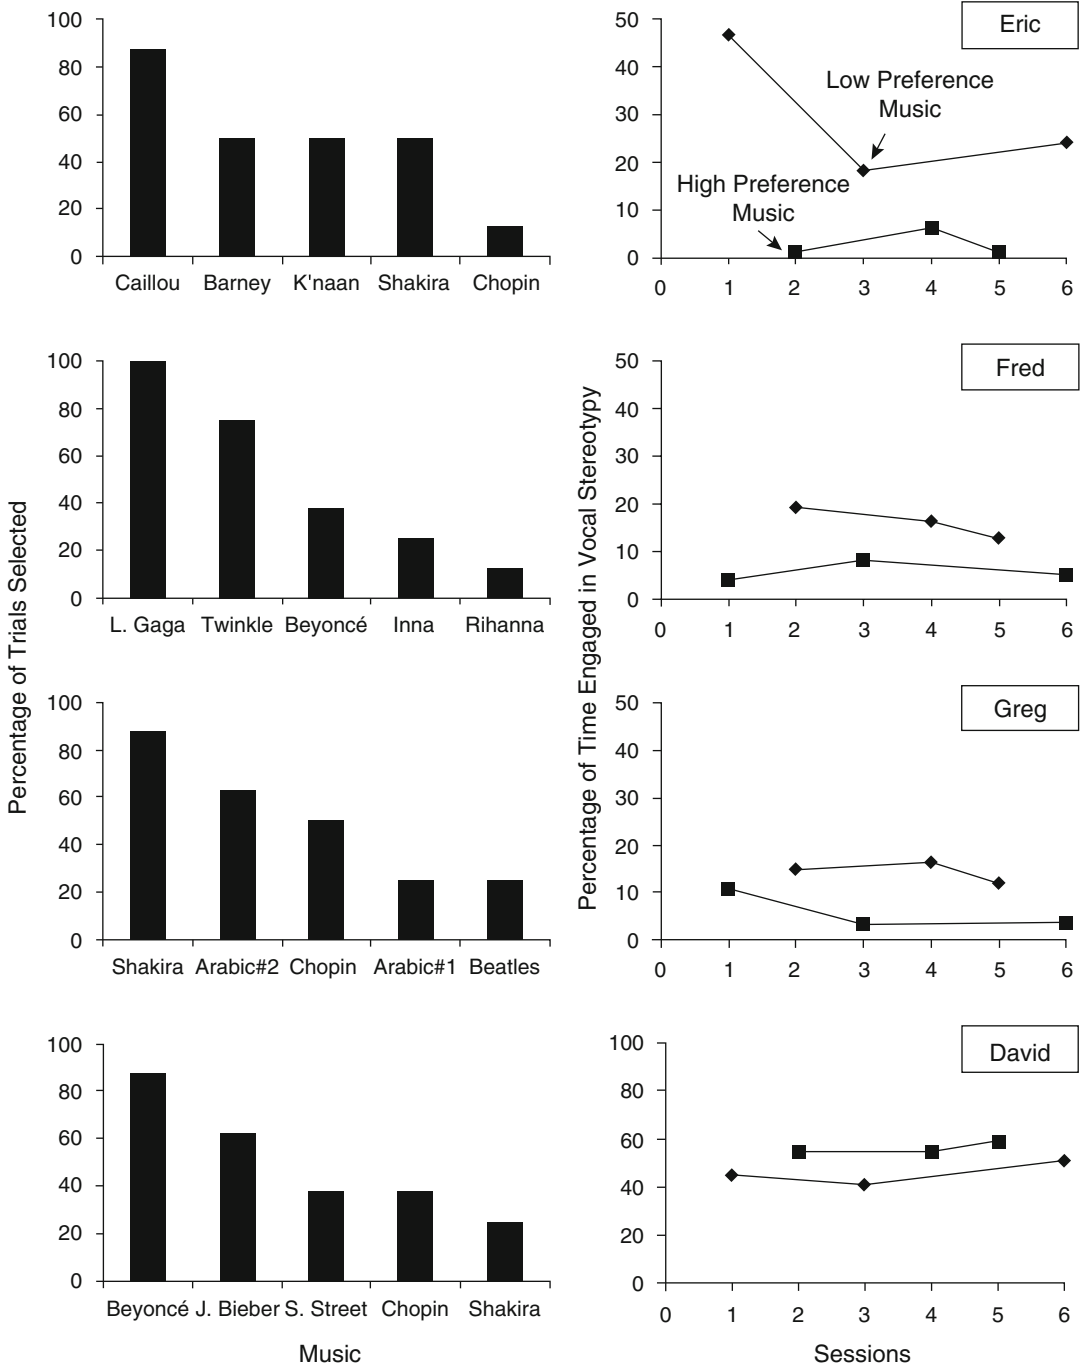 Percentage of Trials Selected
100
80
60
40
20
0
Caillou Barney K'naan Shakira Chopin
100
80
60
40
20
0
L. Gaga Twinkle Beyoncé Inna Rihanna
100
80
60
40
20
0
Shakira Arabic#2 Chopin Arabic#1 Beatles
100
80
60
40
20
0
Beyoncé J. Bieber S. Street Chopin Shakira
Music
Percentage of Time Engaged in Vocal Stereotypy
Eric
50
40
30
20
10
0
Low Preference
Music
High Preference
Music
0 1 2 3 4 5 6
Fred
50
40
30
20
10
0
0 1 2 3 4 5 6
Greg
50
40
30
20
10
0
0 1 2 3 4 5 6
David
100
80
60
40
20
0
0 1 2 3 4 5 6
Sessions